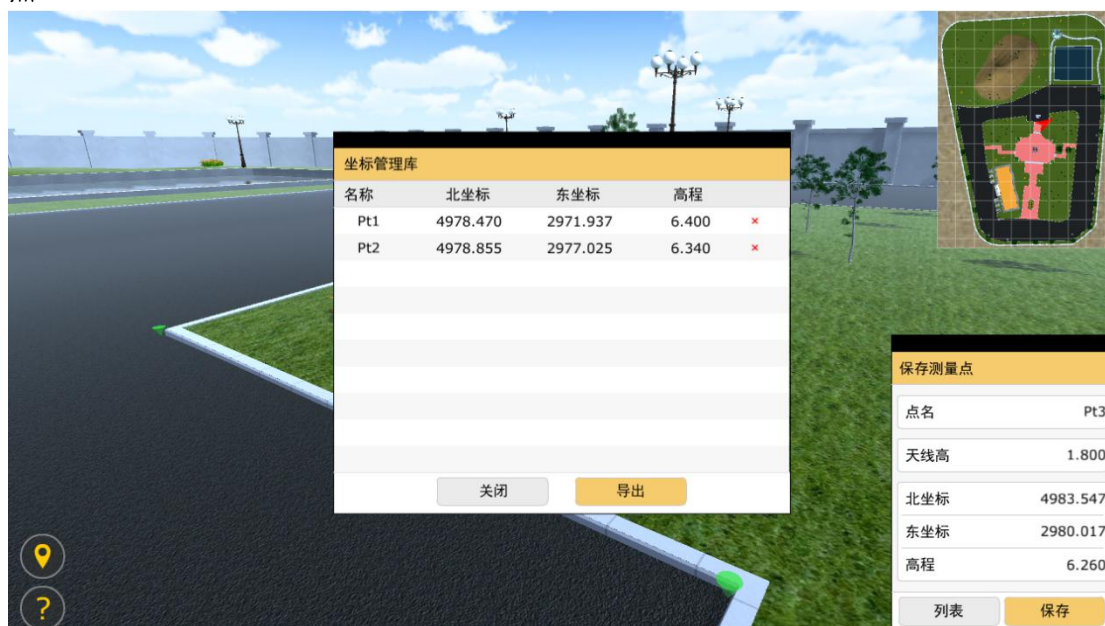 坐标管理库
名称 北坐标 东坐标 高程
Pt1 4978.470 2971.937 6.400 ×
Pt2 4978.855 2977.025 6.340 ×
关闭 导出
保存测量点
点名 Pt3
天线高 1.800
北坐标 4983.547
东坐标 2980.017
高程 6.260
列表 保存
?